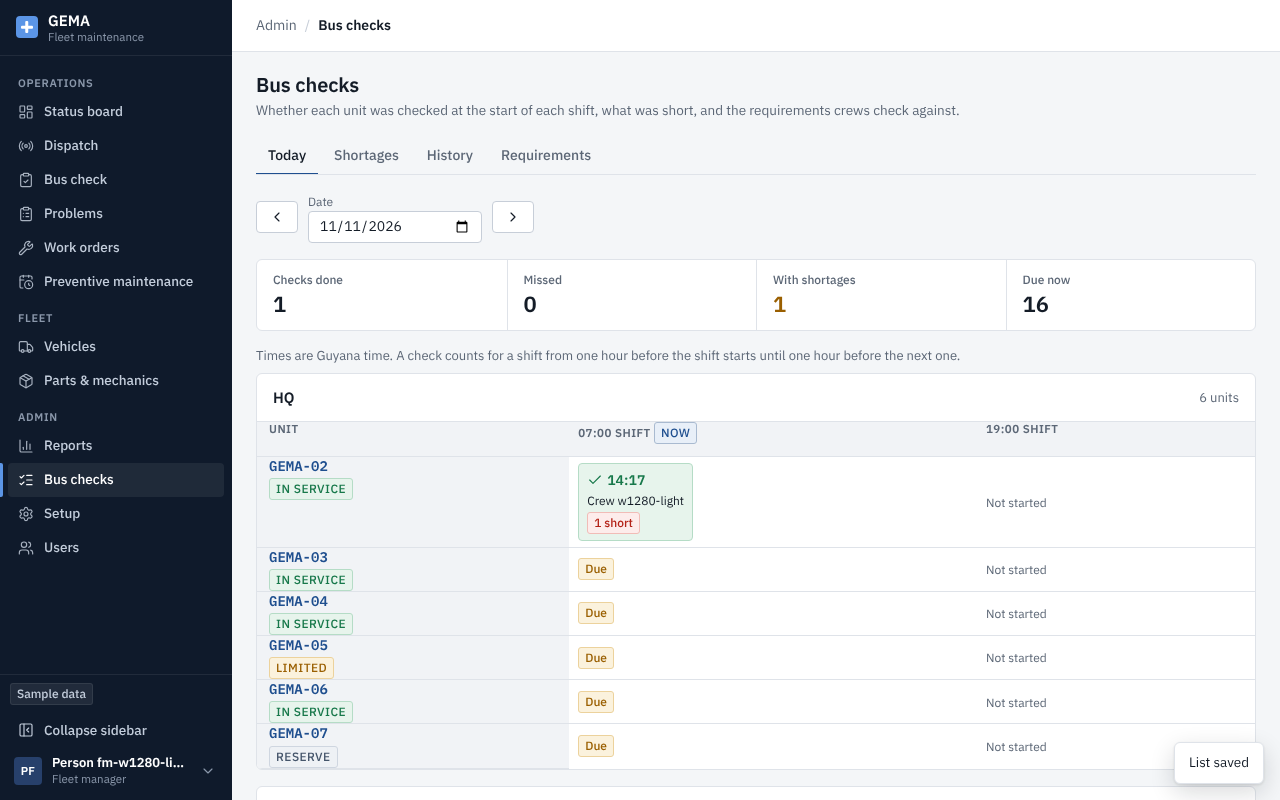 GEMA
Fleet maintenance
OPERATIONS
Status board
Dispatch
Bus check
Problems
Work orders
Preventive maintenance
FLEET
Vehicles
Parts & mechanics
ADMIN
Reports
Bus checks
Setup
Users
Sample data
Collapse sidebar
PF
Person fm-w1280-li...
Fleet manager
Admin / Bus checks
Bus checks
Whether each unit was checked at the start of each shift, what was short, and the requirements crews check against.
Today Shortages History Requirements
Date
11/11/2026
Checks done Missed With shortages Due now
1 0 1 16
Times are Guyana time. A check counts for a shift from one hour before the shift starts until one hour before the next one.
HQ 6 units
UNIT 07:00 SHIFT NOW 19:00 SHIFT
GEMA-02
IN SERVICE
14:17
Crew w1280-light
1 short
Not started
GEMA-03
IN SERVICE
Due
Not started
GEMA-04
IN SERVICE
Due
Not started
GEMA-05
LIMITED
Due
Not started
GEMA-06
IN SERVICE
Due
Not started
GEMA-07
RESERVE
Due
Not started
List saved